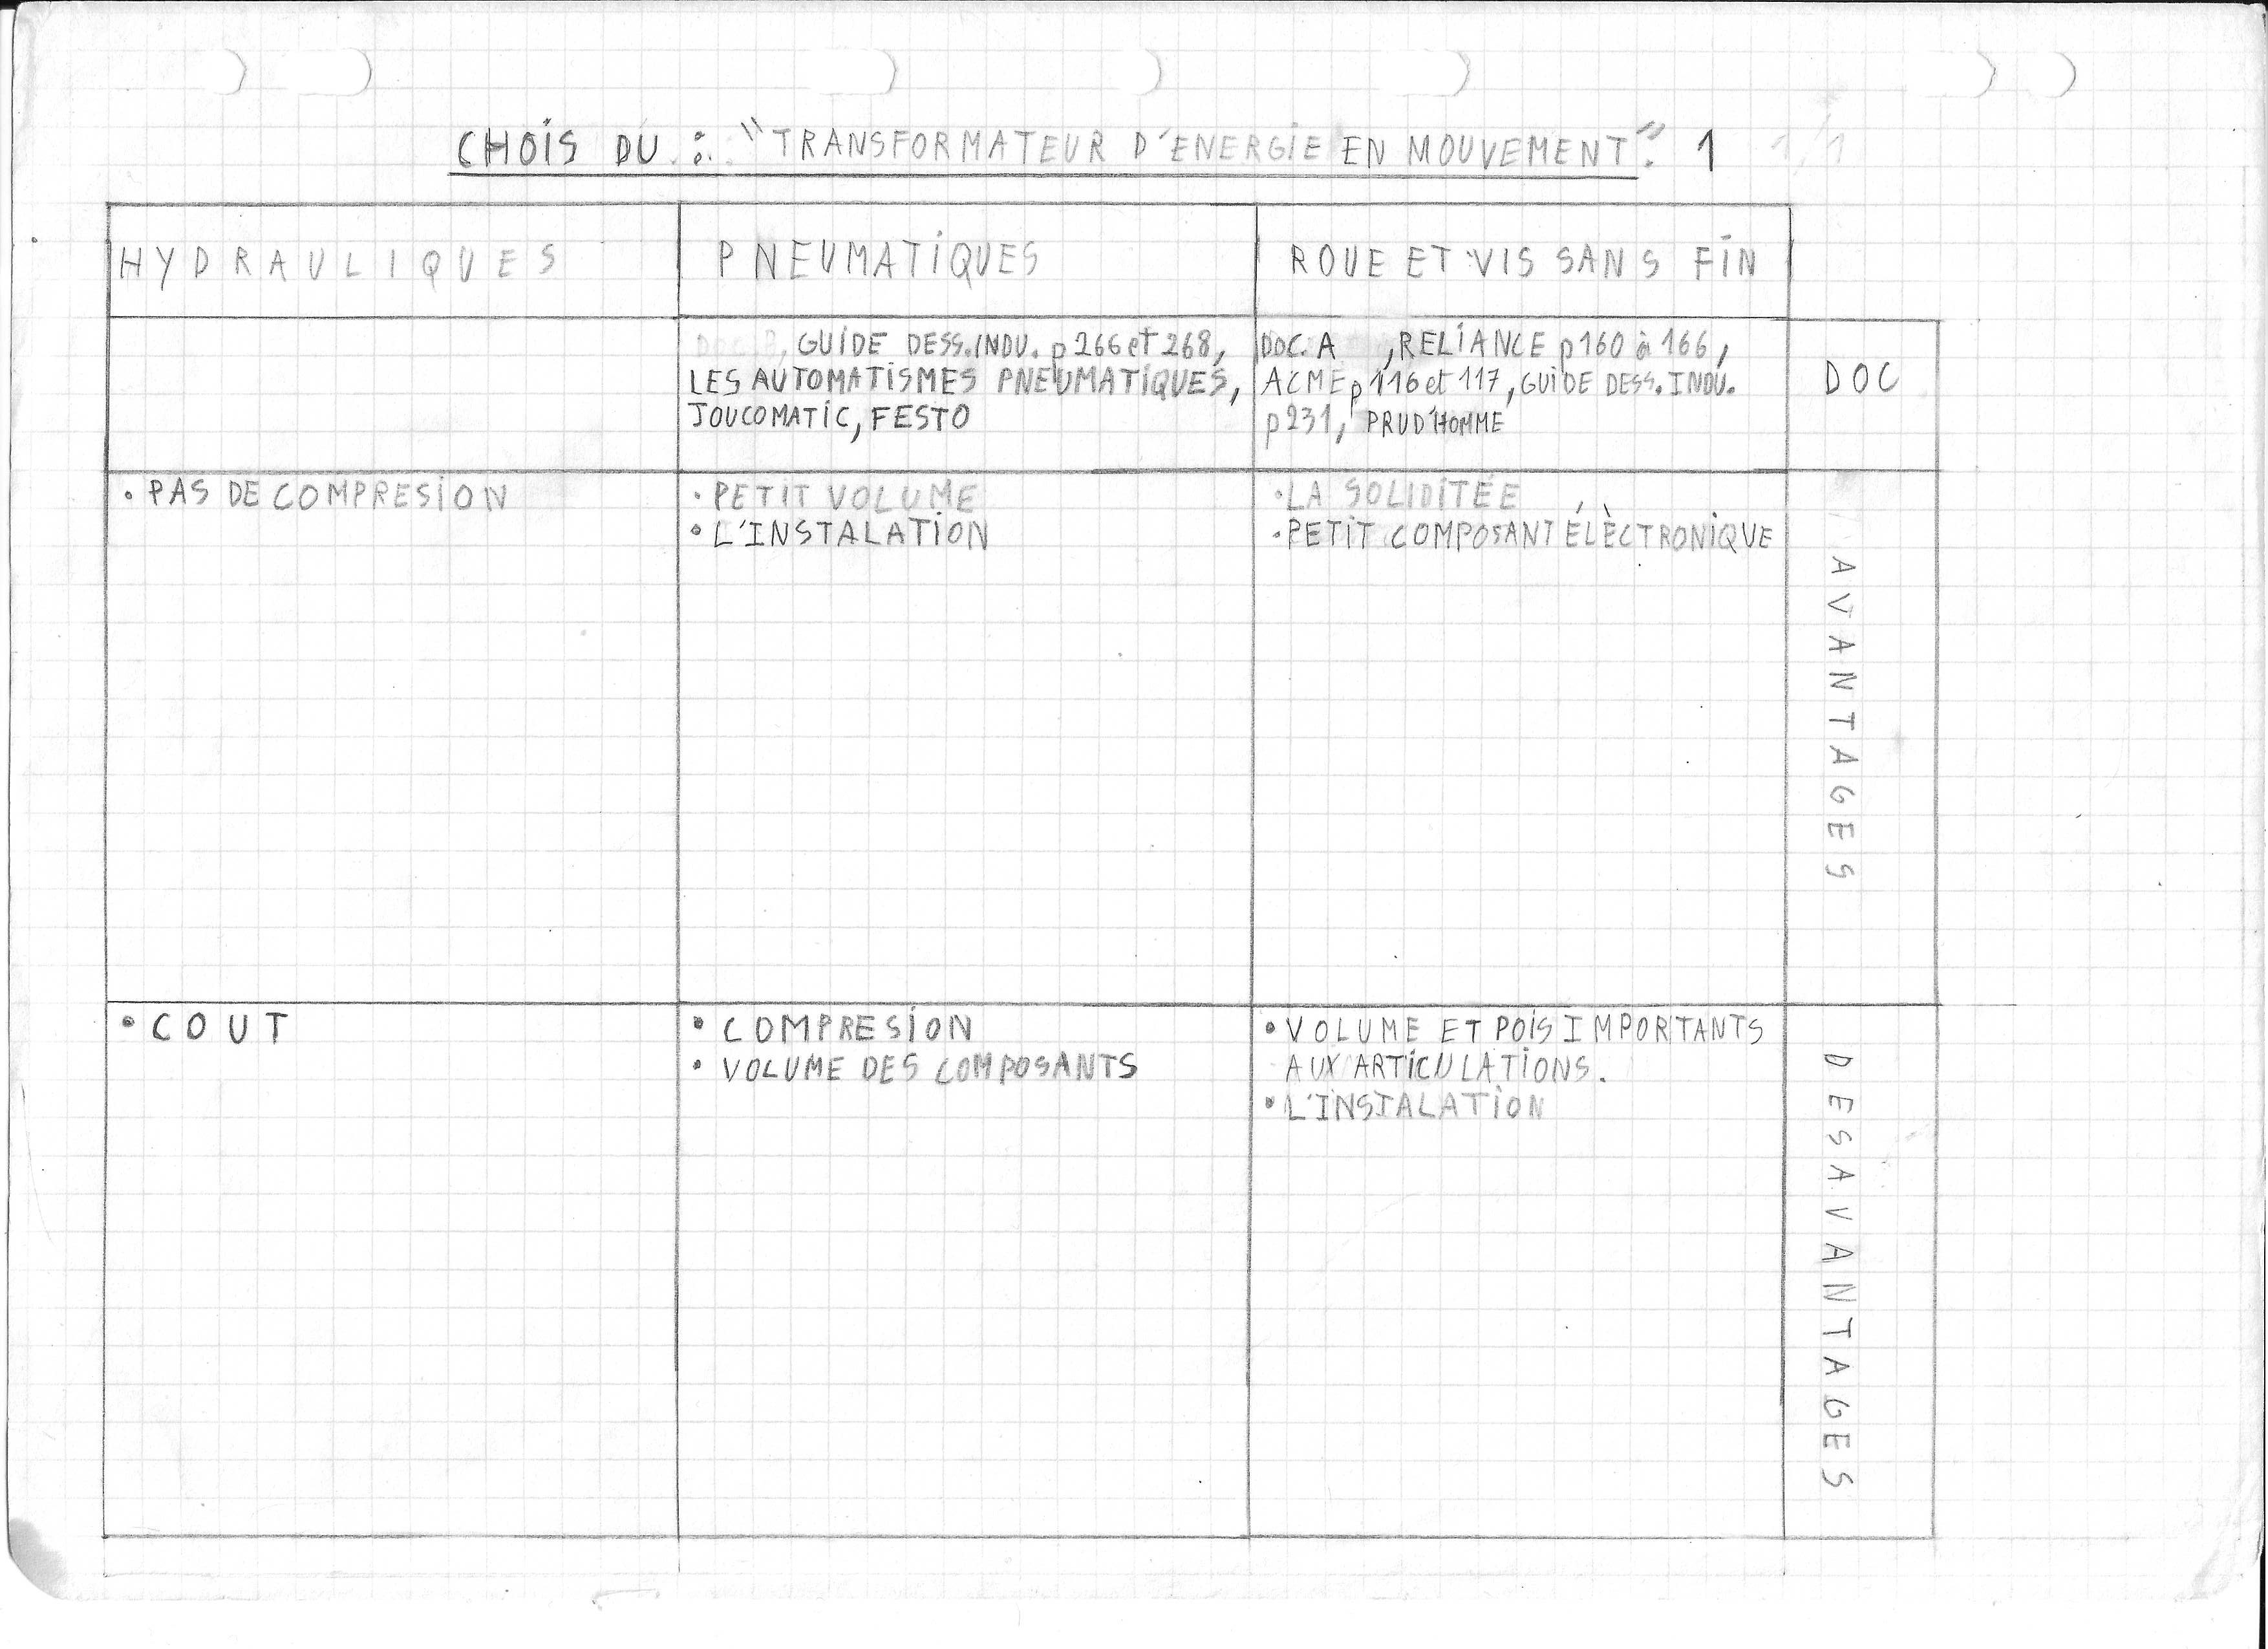 CHOIS DU : "TRANSFORMATEUR D'ENERGIE EN MOUVEMENT". 1
HYDRAULIQUES
PNEUMATIQUES
ROUE ET VIS SANS FIN
, GUIDE DESS.INDU. p266 et 268,
LES AUTOMATISMES PNEUMATIQUES,
JOUCOMATIC, FESTO
DOC. A , RELIANCE p160 à 166,
ACME p116 et 117, GUIDE DESS. INDU.
p231, PRUD'HOMME
DOC
• PAS DE COMPRESION
• PETIT VOLUME
• L'INSTALATION
• LA SOLIDITÉE
• PETIT COMPOSANT ÉLÈCTRONIQUE
AVANTAGES
• COUT
• COMPRESION
• VOLUME DES COMPOSANTS
• VOLUME ET POIS IMPORTANTS
AUX ARTICULATIONS.
• L'INSTALATION
DESAVANTAGES